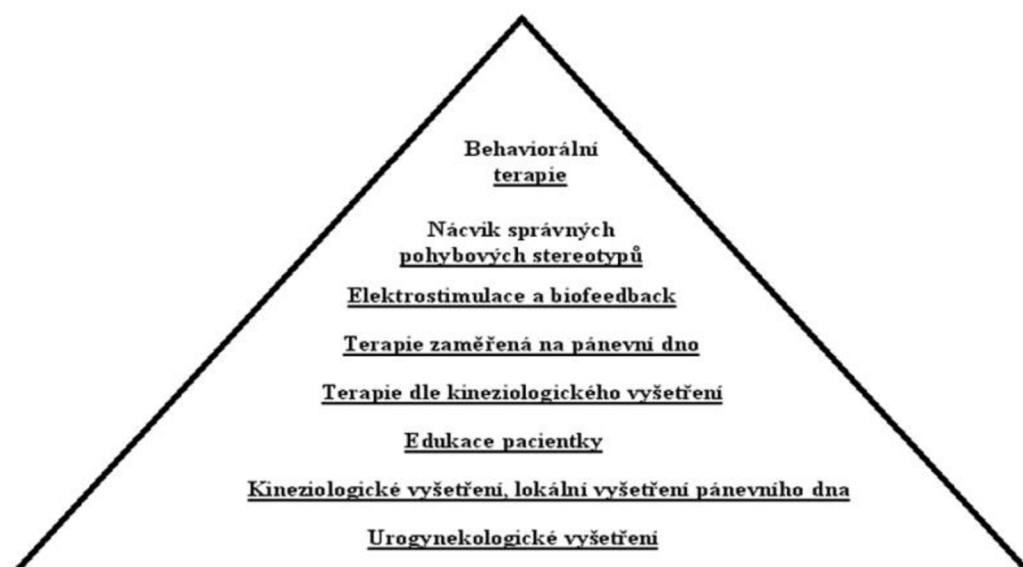 Behaviorální
terapie
Nácvik správných
pohybových stereotypů
Elektrostimulace a biofeedback
Terapie zaměřená na pánevní dno
Terapie dle kineziologického vyšetření
Edukace pacientky
Kineziologické vyšetření, lokální vyšetření pánevního dna
Urogynekologické vyšetření